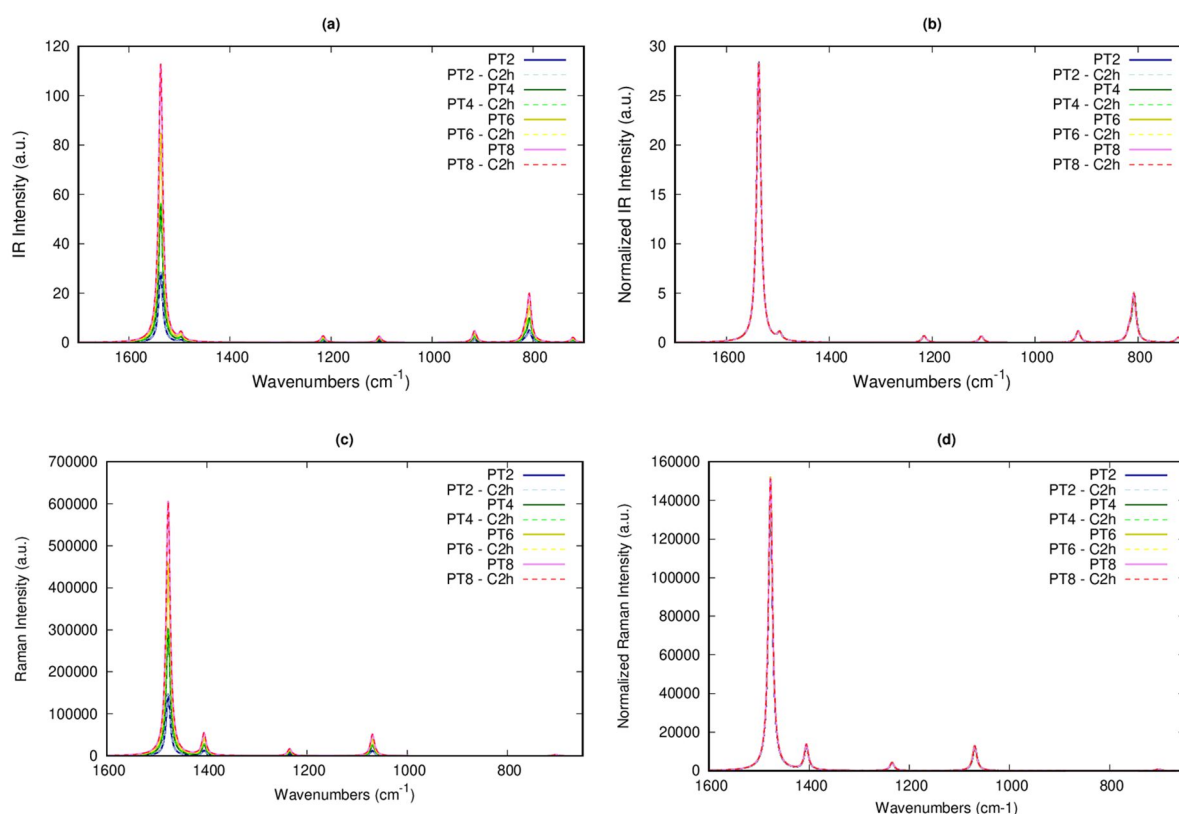 (a)
IR Intensity (a.u.)
120
100
80
60
40
20
0
1600
1400
1200
1000
800
Wavenumbers (cm-1)
PT2
PT2 - C2h
PT4
PT4 - C2h
PT6
PT6 - C2h
PT8
PT8 - C2h
(b)
Normalized IR Intensity (a.u.)
30
25
20
15
10
5
0
1600
1400
1200
1000
800
Wavenumbers (cm-1)
PT2
PT2 - C2h
PT4
PT4 - C2h
PT6
PT6 - C2h
PT8
PT8 - C2h
(c)
Raman Intensity (a.u.)
700000
600000
500000
400000
300000
200000
100000
0
1600
1400
1200
1000
800
Wavenumbers (cm-1)
PT2
PT2 - C2h
PT4
PT4 - C2h
PT6
PT6 - C2h
PT8
PT8 - C2h
(d)
Normalized Raman Intensity (a.u.)
160000
140000
120000
100000
80000
60000
40000
20000
0
1600
1400
1200
1000
800
Wavenumbers (cm-1)
PT2
PT2 - C2h
PT4
PT4 - C2h
PT6
PT6 - C2h
PT8
PT8 - C2h